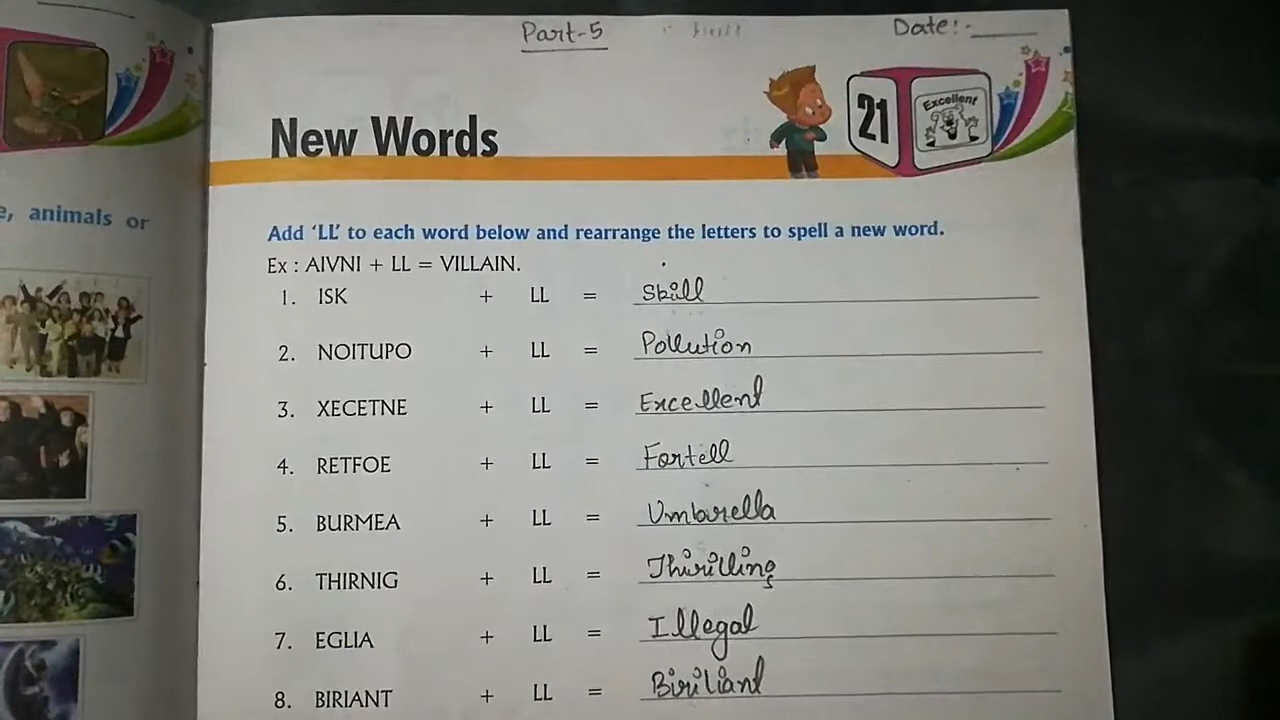 Part-5
Date:-
21
Excellent
New Words
e, animals or
Add 'LL' to each word below and rearrange the letters to spell a new word.
Ex : AIVNI + LL = VILLAIN.
1. ISK + LL = Skill
2. NOITUPO + LL = Pollution
3. XECETNE + LL = Excellent
4. RETFOE + LL = Fortell
5. BURMEA + LL = Umbrella
6. THIRNIG + LL = Thirilling
7. EGLIA + LL = Illegal
8. BIRIANT + LL = Biriliant